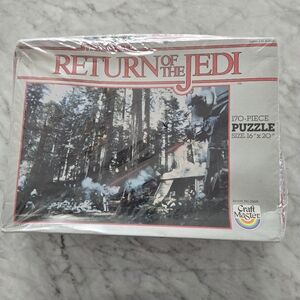 RETURN OF THE JEDI
170-PIECE
PUZZLE
SIZE: 16" x 20"
Craft
Master